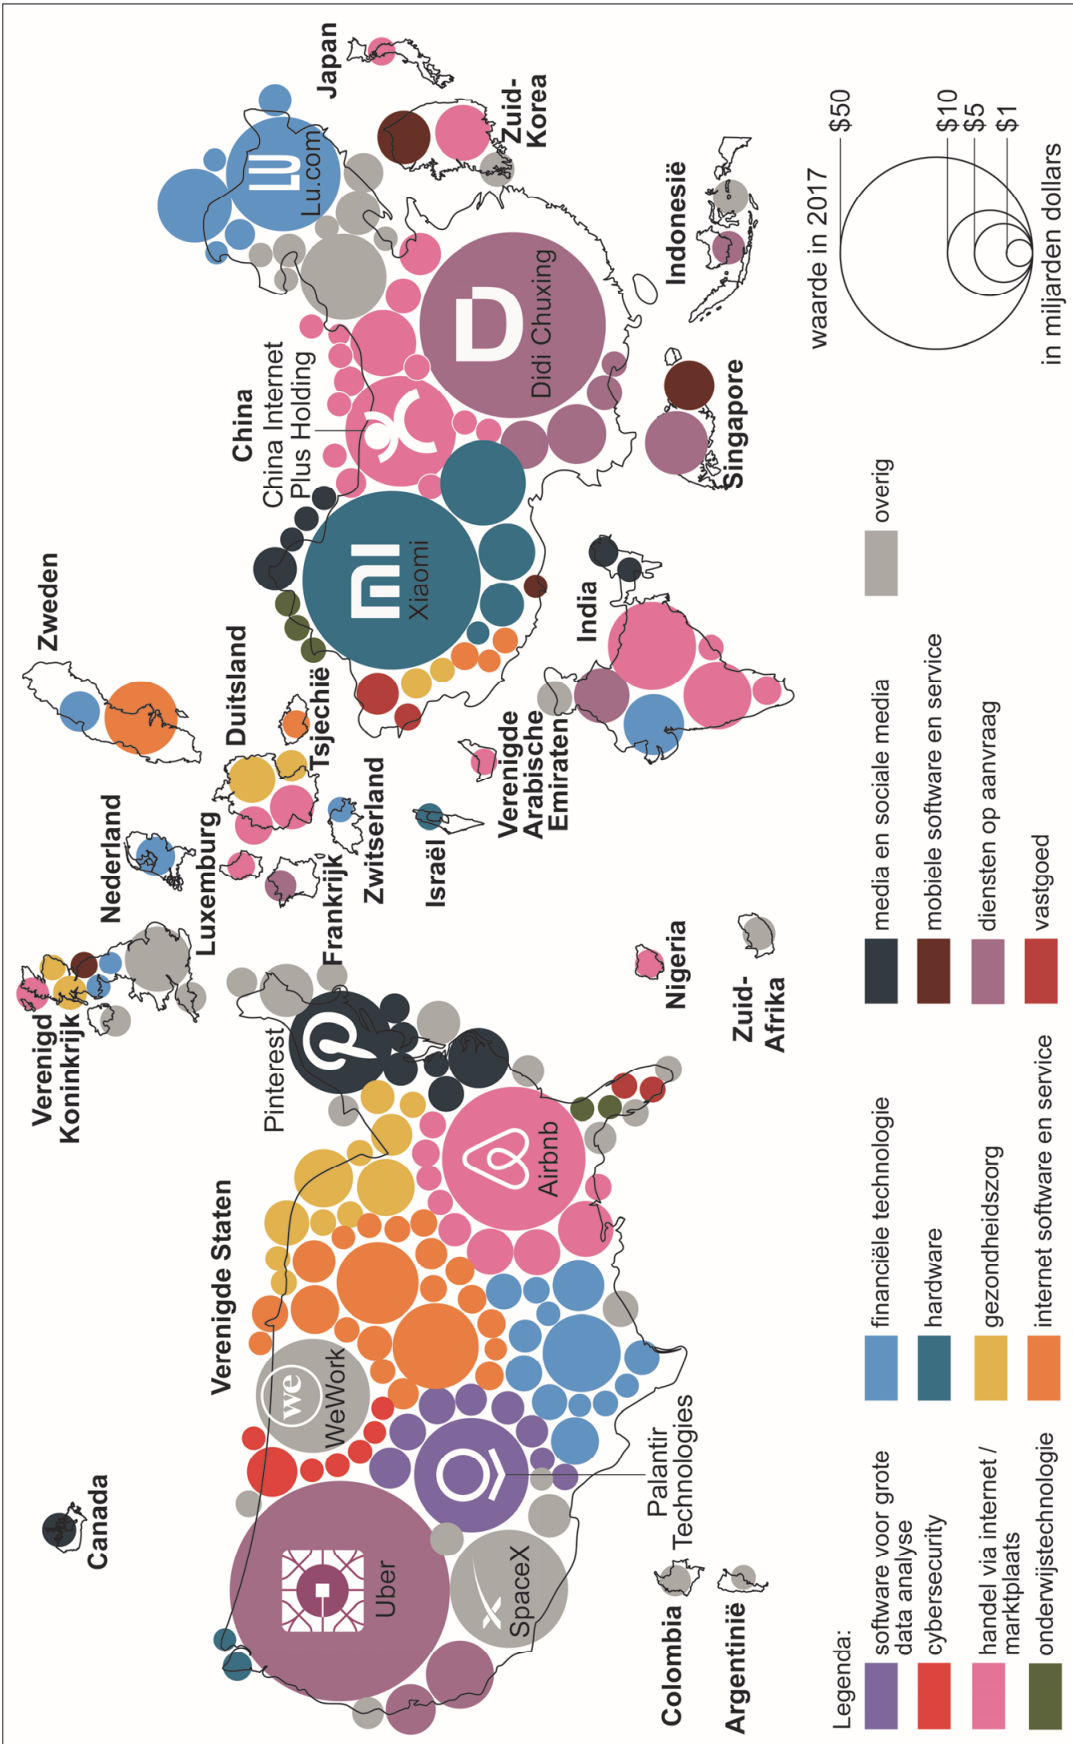 Canada
Verenigd
Koninkrijk
Nederland
Zweden
Luxemburg
Duitsland
Tsjechië
Frankrijk
Zwitserland
Israël
Verenigde
Arabische
Emiraten
Verenigde Staten
Uber
we
WeWork
SpaceX
Palantir
Technologies
Airbnb
Pinterest
China
China Internet
Plus Holding
Xiaomi
LU
Lu.com
D
Didi Chuxing
Japan
Zuid-
Korea
India
Singapore
Indonesië
Nigeria
Zuid-
Afrika
Colombia
Argentinië
Legenda:
software voor grote
data analyse
cybersecurity
handel via internet /
marktplaats
onderwijstechnologie
financiële technologie
hardware
gezondheidszorg
internet software en service
media en sociale media
mobiele software en service
diensten op aanvraag
vastgoed
overig
waarde in 2017
$50
$10
$5
$1
in miljarden dollars